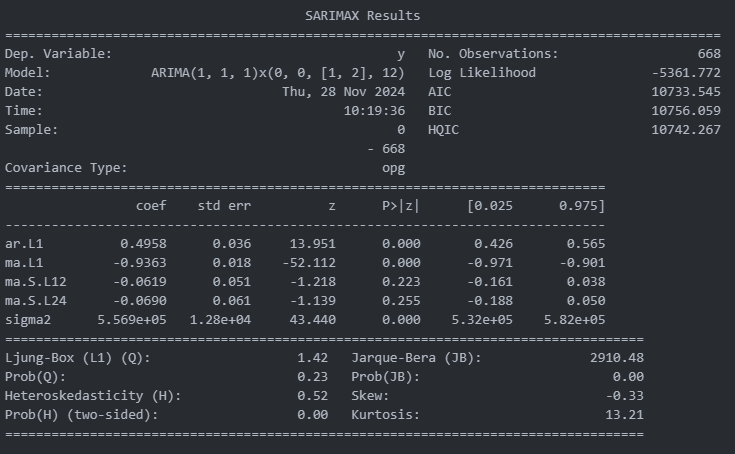 SARIMAX Results
==========================================================================================
Dep. Variable: y No. Observations: 668
Model: ARIMA(1, 1, 1)x(0, 0, [1, 2], 12) Log Likelihood -5361.772
Date: Thu, 28 Nov 2024 AIC 10733.545
Time: 10:19:36 BIC 10756.059
Sample: 0 HQIC 10742.267
- 668
Covariance Type: opg
==============================================================================
coef std err z P>|z| [0.025 0.975]
------------------------------------------------------------------------------
ar.L1 0.4958 0.036 13.951 0.000 0.426 0.565
ma.L1 -0.9363 0.018 -52.112 0.000 -0.971 -0.901
ma.S.L12 -0.0619 0.051 -1.218 0.223 -0.161 0.038
ma.S.L24 -0.0690 0.061 -1.139 0.255 -0.188 0.050
sigma2 5.569e+05 1.28e+04 43.440 0.000 5.32e+05 5.82e+05
===================================================================================
Ljung-Box (L1) (Q): 1.42 Jarque-Bera (JB): 2910.48
Prob(Q): 0.23 Prob(JB): 0.00
Heteroskedasticity (H): 0.52 Skew: -0.33
Prob(H) (two-sided): 0.00 Kurtosis: 13.21
===================================================================================